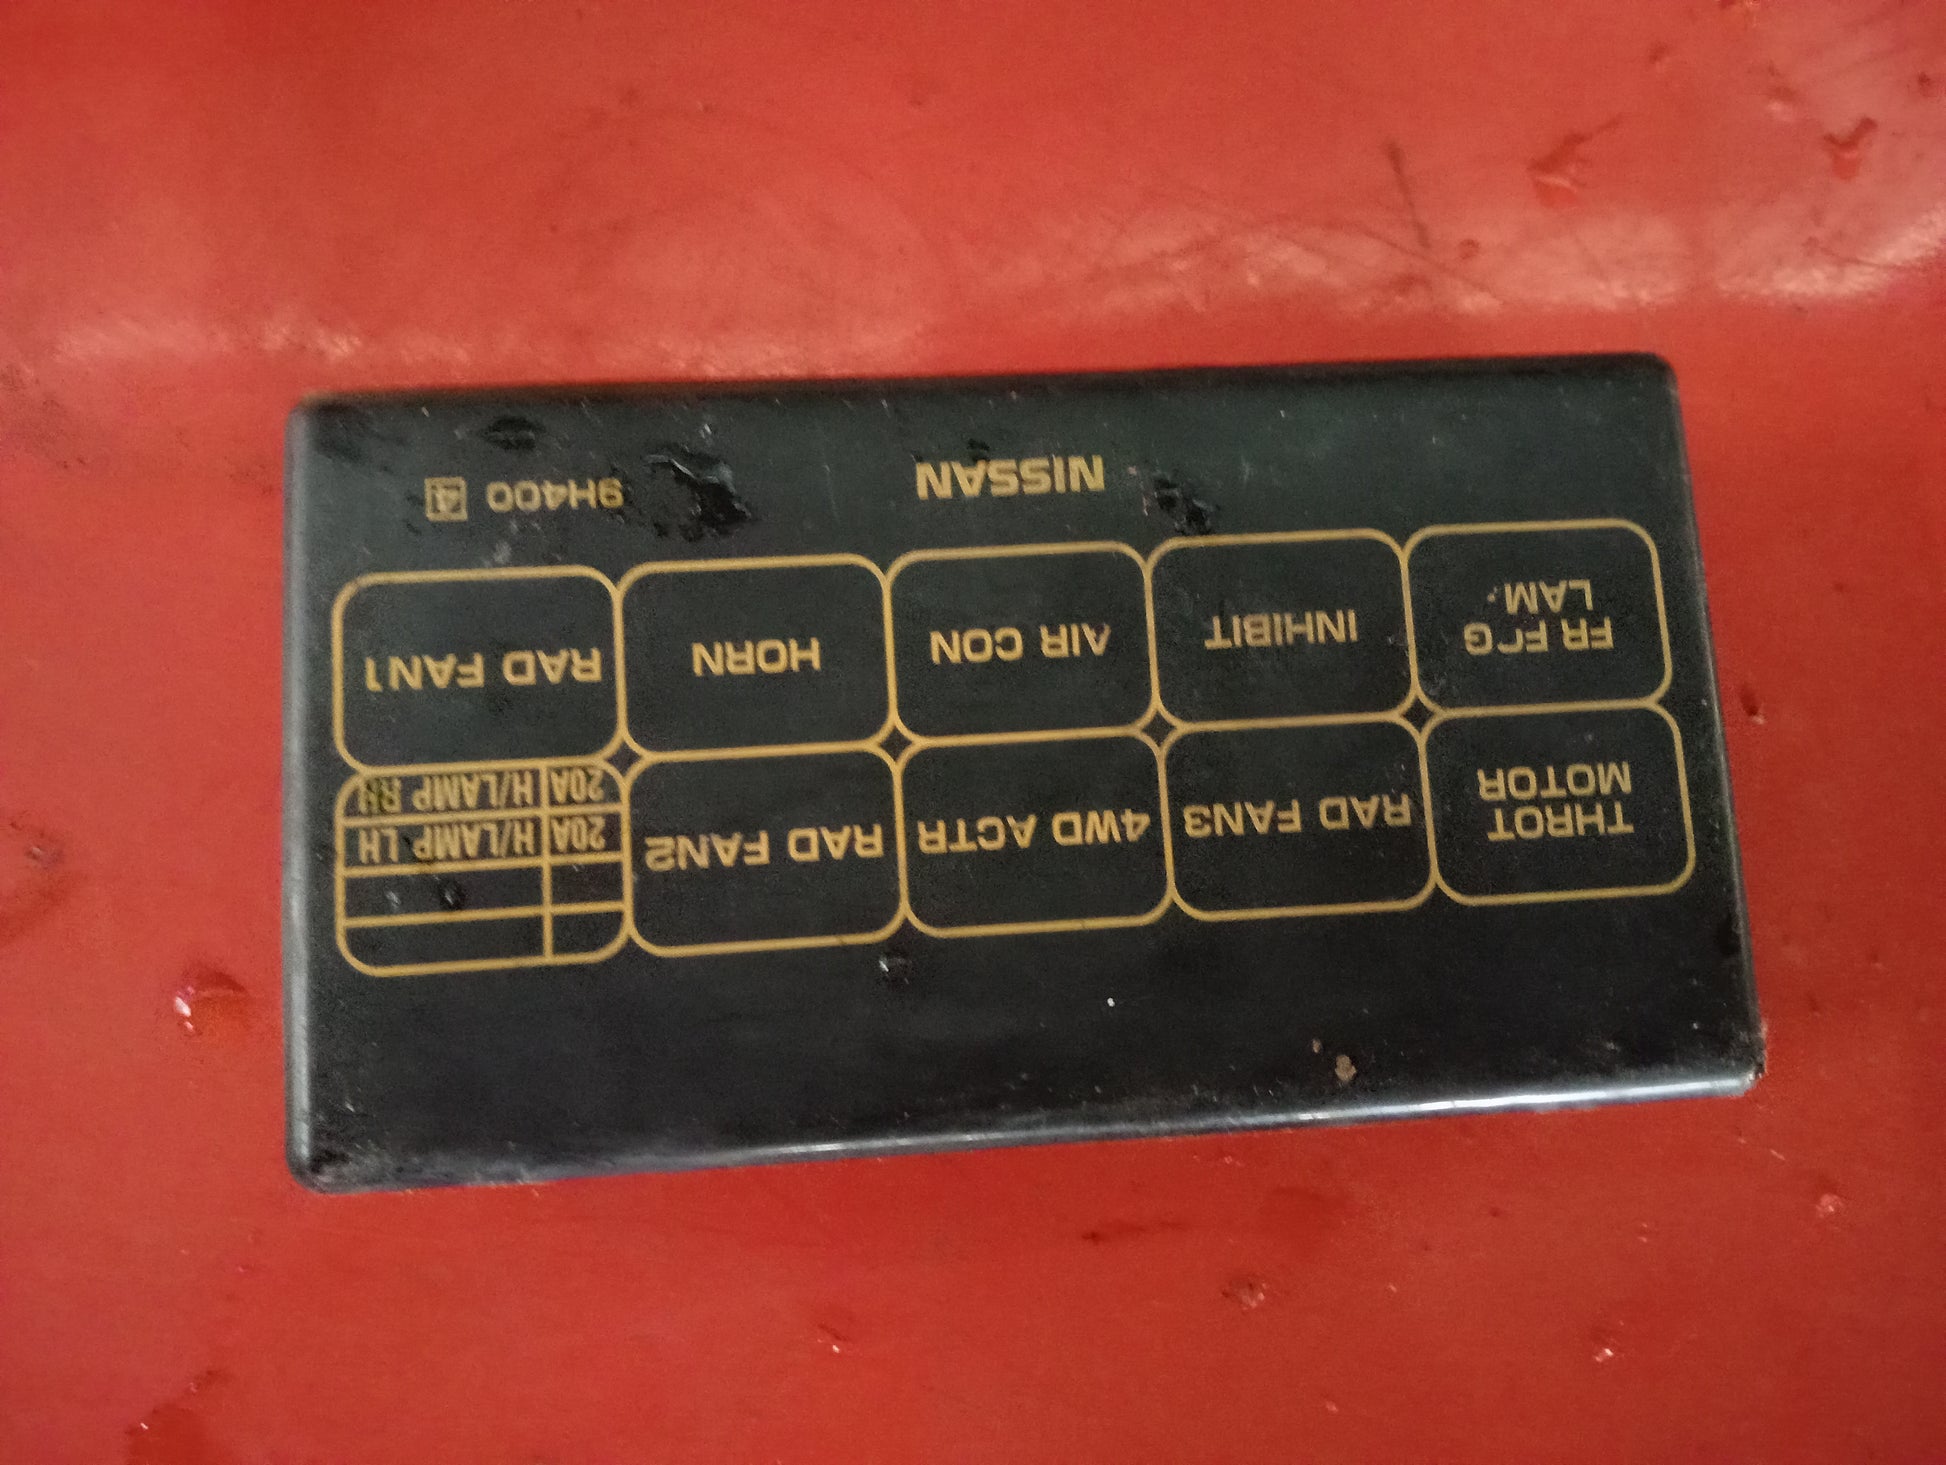 THROT
MOTOR
RAD FAN3
4WD ACTR
RAD FAN2
20A H/LAMP LH
20A H/LAMP RH
FR FOG
LAM
INHIBIT
AIR CON
HORN
RAD FAN1
NISSAN
9H400 4